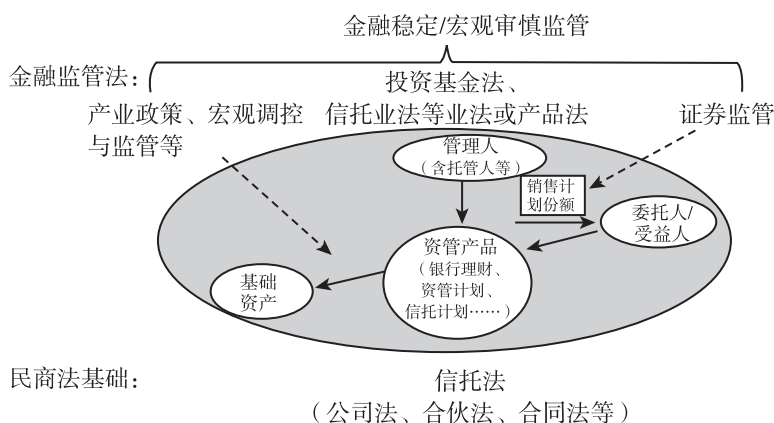 金融稳定/宏观审慎监管
金融监管法：
投资基金法、
产业政策、宏观调控
与监管等
信托业法等业法或产品法
证券监管
管理人
（含托管人等）
销售计
划份额
委托人/
受益人
资管产品
（银行理财、
资管计划、
信托计划……）
基础
资产
民商法基础：
信托法
（公司法、合伙法、合同法等）